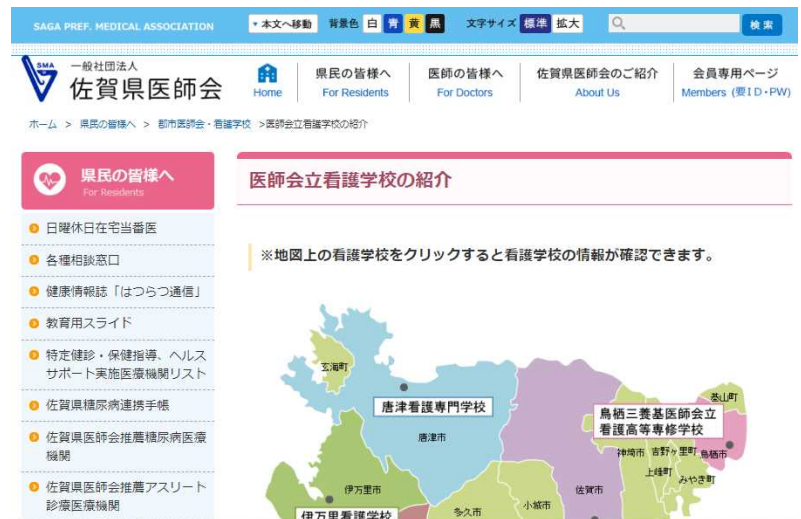 SAGA PREF. MEDICAL ASSOCIATION
▼本文へ移動 背景色 白 青 黄 黒 文字サイズ 標準 拡大 検索
SMA
一般社団法人
佐賀県医師会
Home
県民の皆様へ
For Residents
医師の皆様へ
For Doctors
佐賀県医師会のご紹介
About Us
会員専用ページ
Members (要ID・PW)
ホーム > 県民の皆様へ > 郡市医師会・看護学校 >医師会立看護学校の紹介
県民の皆様へ
For Residents
日曜休日在宅当番医
各種相談窓口
健康情報誌「はつらつ通信」
教育用スライド
特定健診・保健指導、ヘルス
サポート実施医療機関リスト
佐賀県糖尿病連携手帳
佐賀県医師会推薦糖尿病医療
機関
佐賀県医師会推薦アスリート
診療医療機関
医師会立看護学校の紹介
※地図上の看護学校をクリックすると看護学校の情報が確認できます。
玄海町
唐津看護専門学校
唐津市
基山町
鳥栖三養基医師会立
看護高等専修学校
神埼市
吉野ヶ里町
鳥栖市
上峰町
みやき町
伊万里市
伊万里看護学校
多久市
小城市
佐賀市